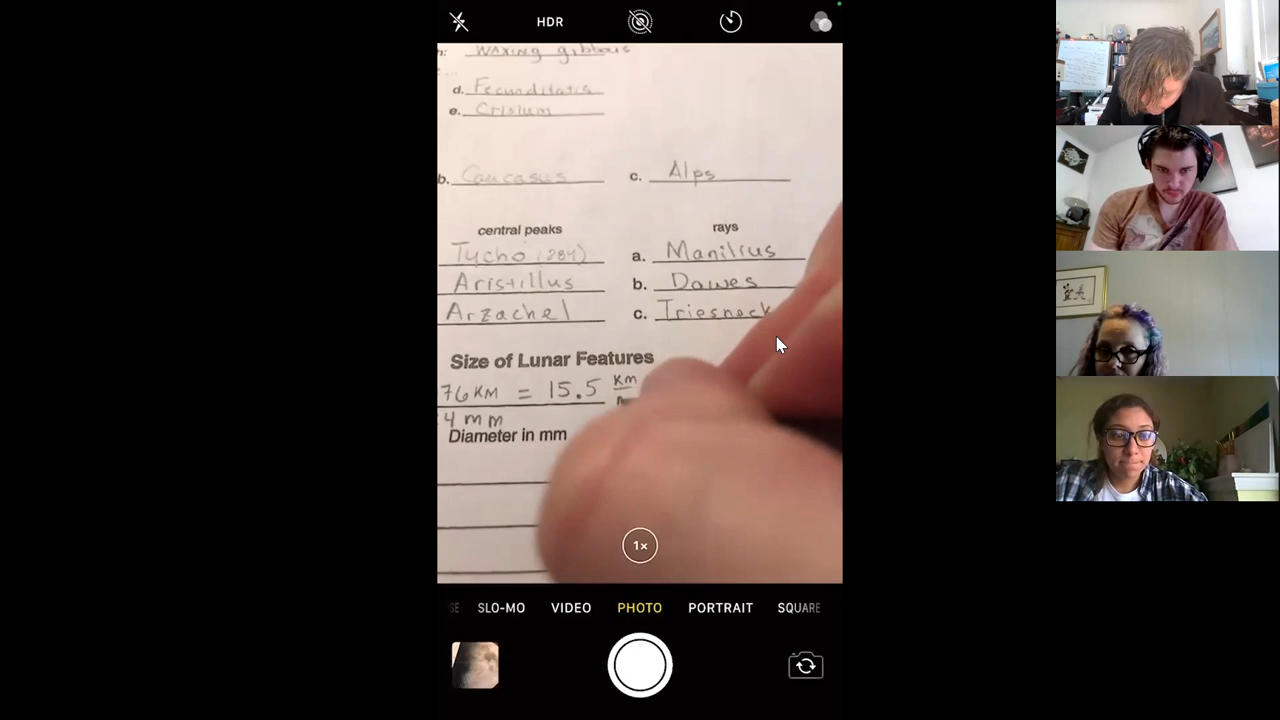 HDR
WAXING gibbous
d. Fecunditatis
e. Crisium
b. Caucasus c. Alps
central peaks rays
Tycho (284) a. Manilius
Aristillus b. Dawes
Arzachel c. Triesneck
Size of Lunar Features
76 KM = 15.5 KM
4 mm
Diameter in mm
1×
SLO-MO VIDEO PHOTO PORTRAIT SQUARE